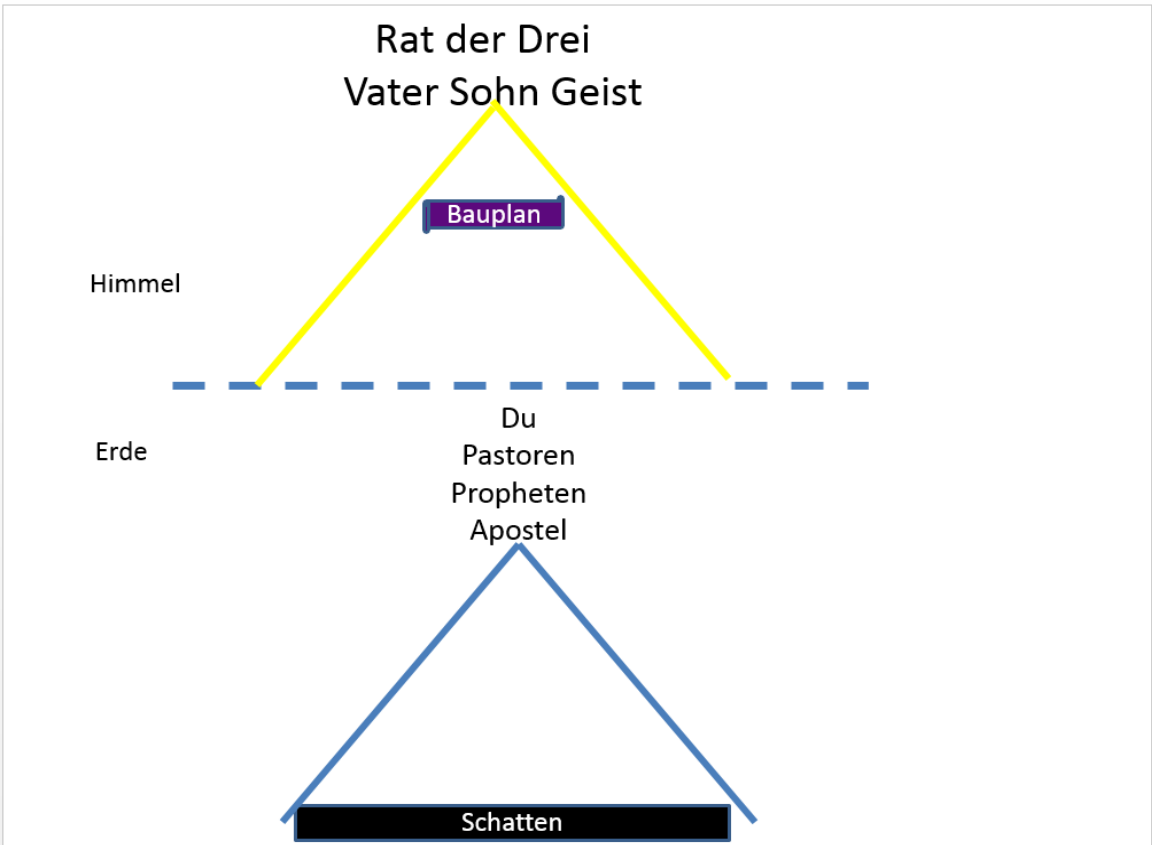 Rat der Drei
Vater Sohn Geist
Bauplan
Himmel
Du
Erde
Pastoren
Propheten
Apostel
Schatten